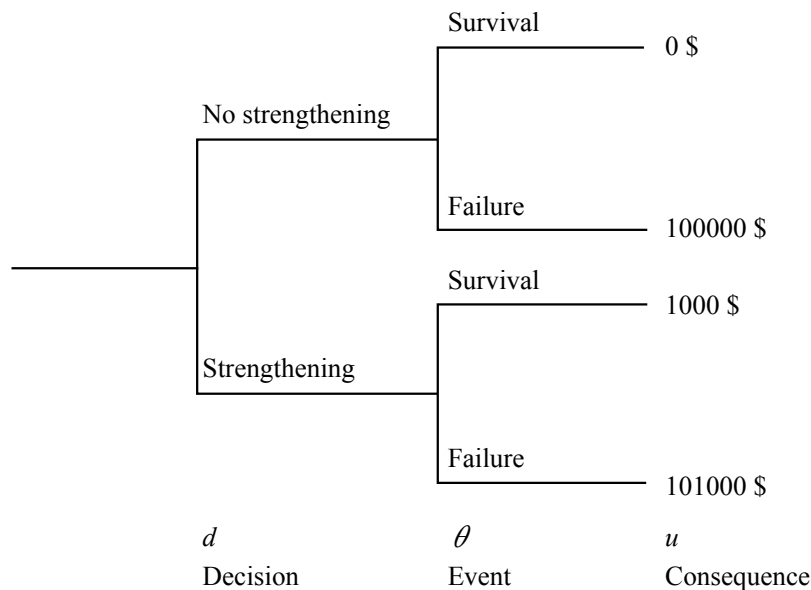 Survival
0 $
No strengthening
Failure
100000 $
Survival
1000 $
Strengthening
Failure
101000 $
d θ u
Decision Event Consequence